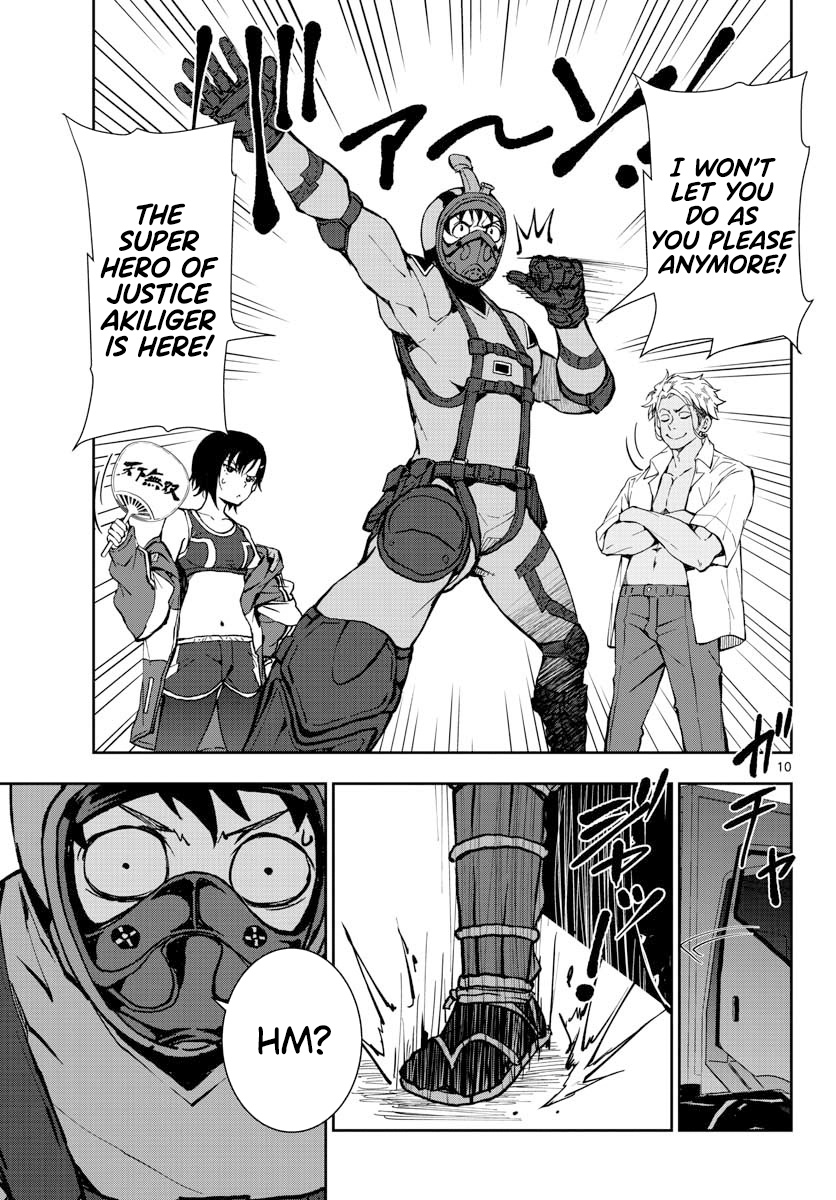 I WON'T
LET YOU
DO AS
YOU PLEASE
ANYMORE!
バァ〜ン!
THE
SUPER
HERO OF
JUSTICE
AKILIGER
IS HERE!
天下無双
10
ガチャ
ジャッ!
HM?